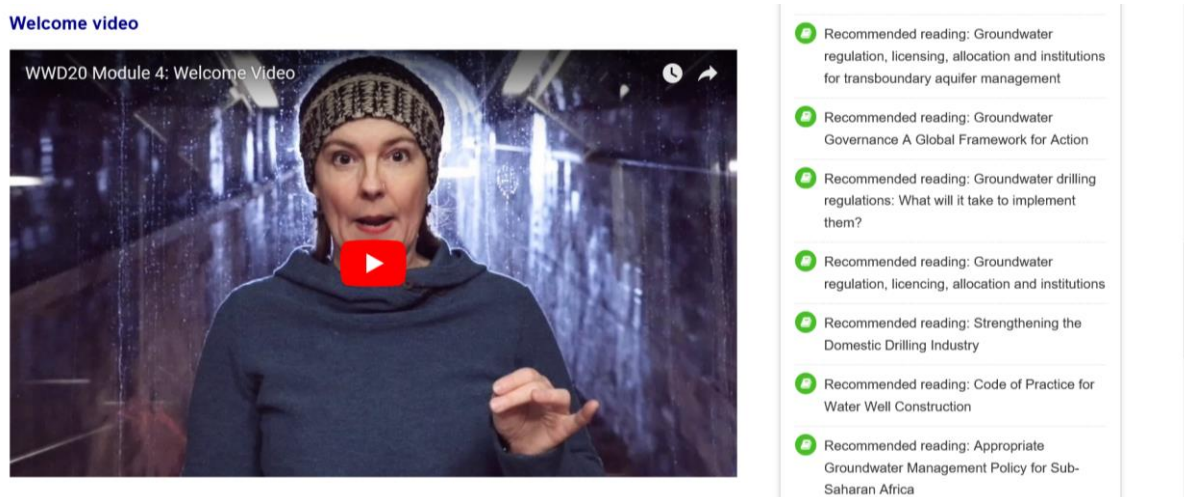 Welcome video
WWD20 Module 4: Welcome Video
Recommended reading: Groundwater
regulation, licensing, allocation and institutions
for transboundary aquifer management
Recommended reading: Groundwater
Governance A Global Framework for Action
Recommended reading: Groundwater drilling
regulations: What will it take to implement
them?
Recommended reading: Groundwater
regulation, licencing, allocation and institutions
Recommended reading: Strengthening the
Domestic Drilling Industry
Recommended reading: Code of Practice for
Water Well Construction
Recommended reading: Appropriate
Groundwater Management Policy for Sub-
Saharan Africa